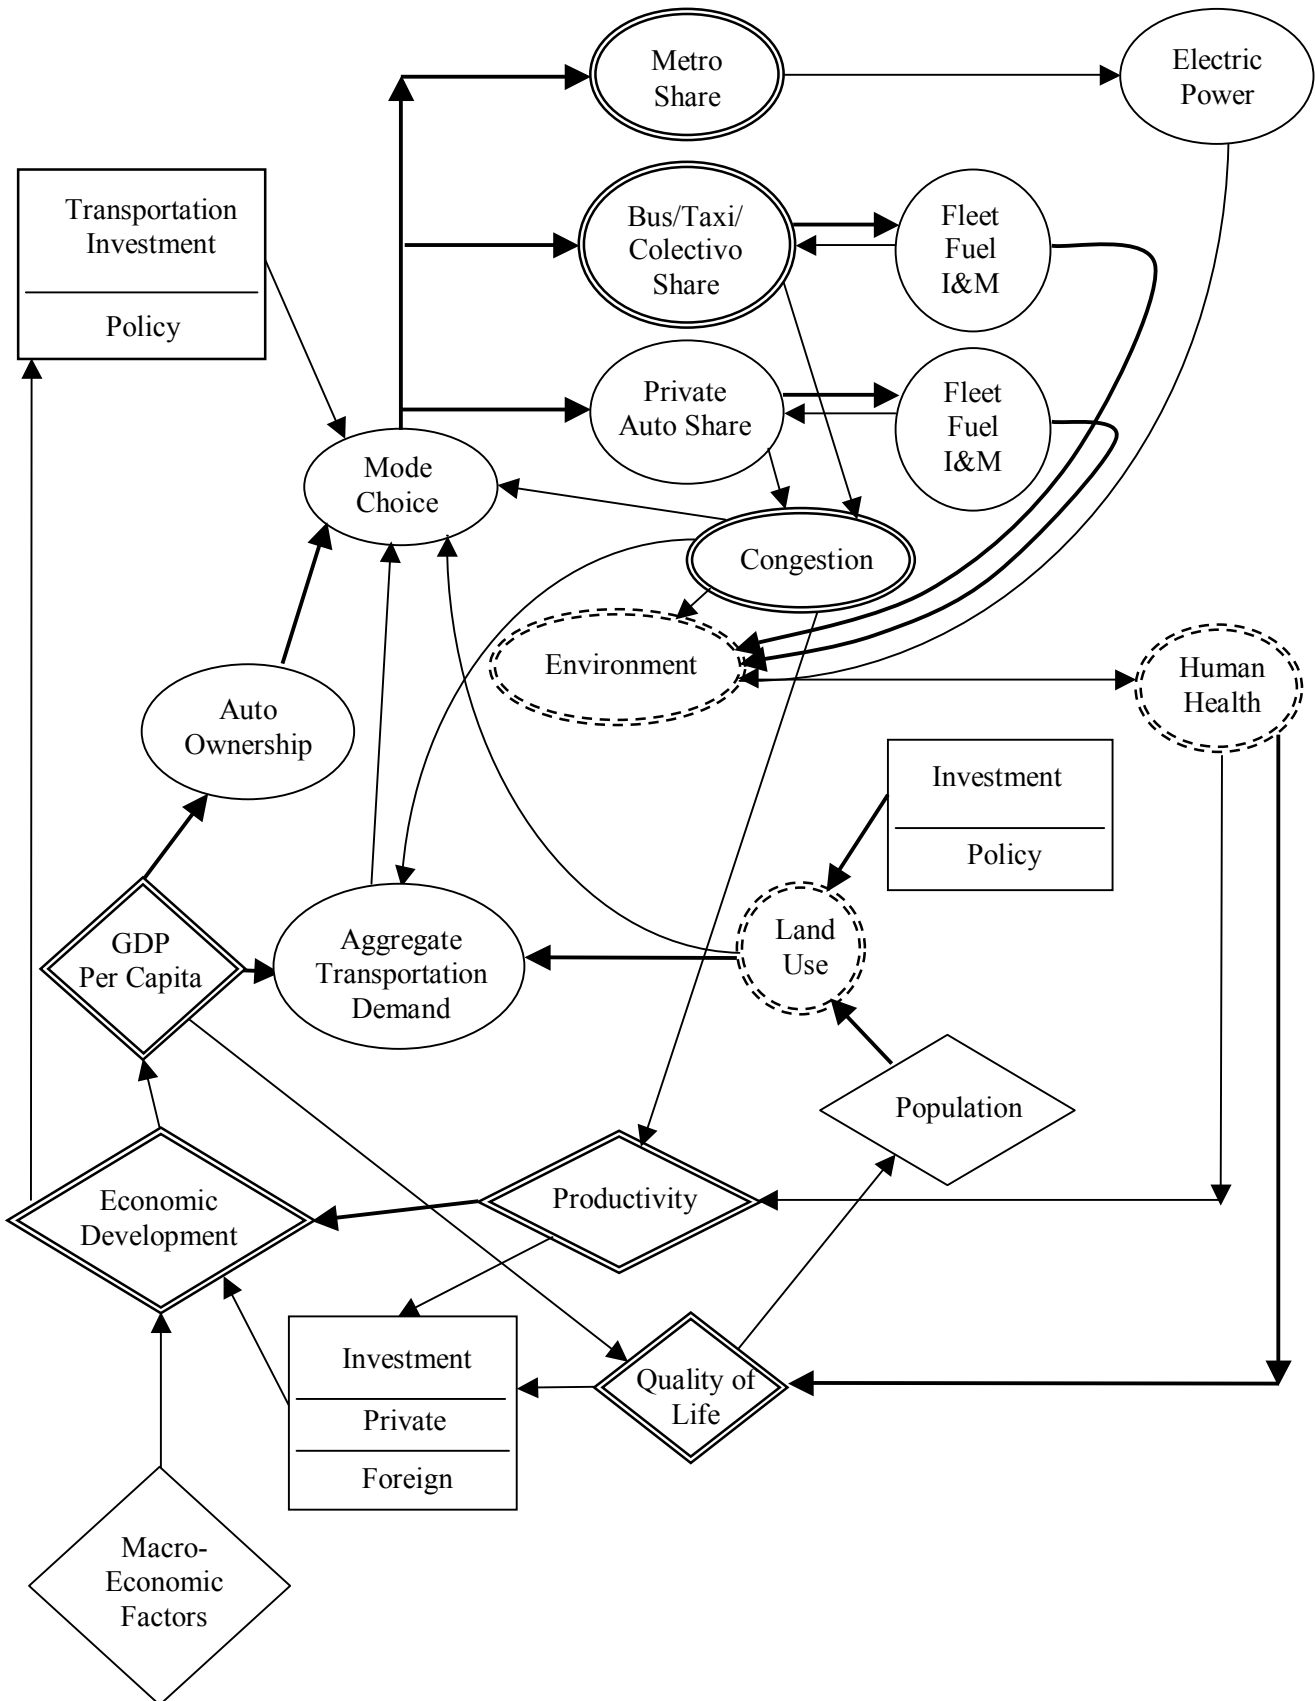 Metro
Share
Electric
Power
Transportation
Investment
Policy
Bus/Taxi/
Colectivo
Share
Fleet
Fuel
I&M
Private
Auto Share
Fleet
Fuel
I&M
Mode
Choice
Congestion
Environment
Human
Health
Auto
Ownership
Investment
Policy
GDP
Per Capita
Aggregate
Transportation
Demand
Land
Use
Population
Economic
Development
Productivity
Investment
Private
Foreign
Quality of
Life
Macro-
Economic
Factors